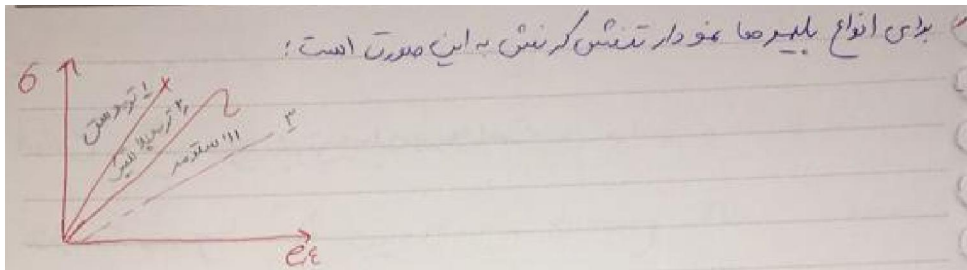 برای انواع پلیمرها نمودار تنش کرنش به این صورت است:
σ
۱ ترموست
۲ ترموپلاستیک
الاستومر
۳
e,ε